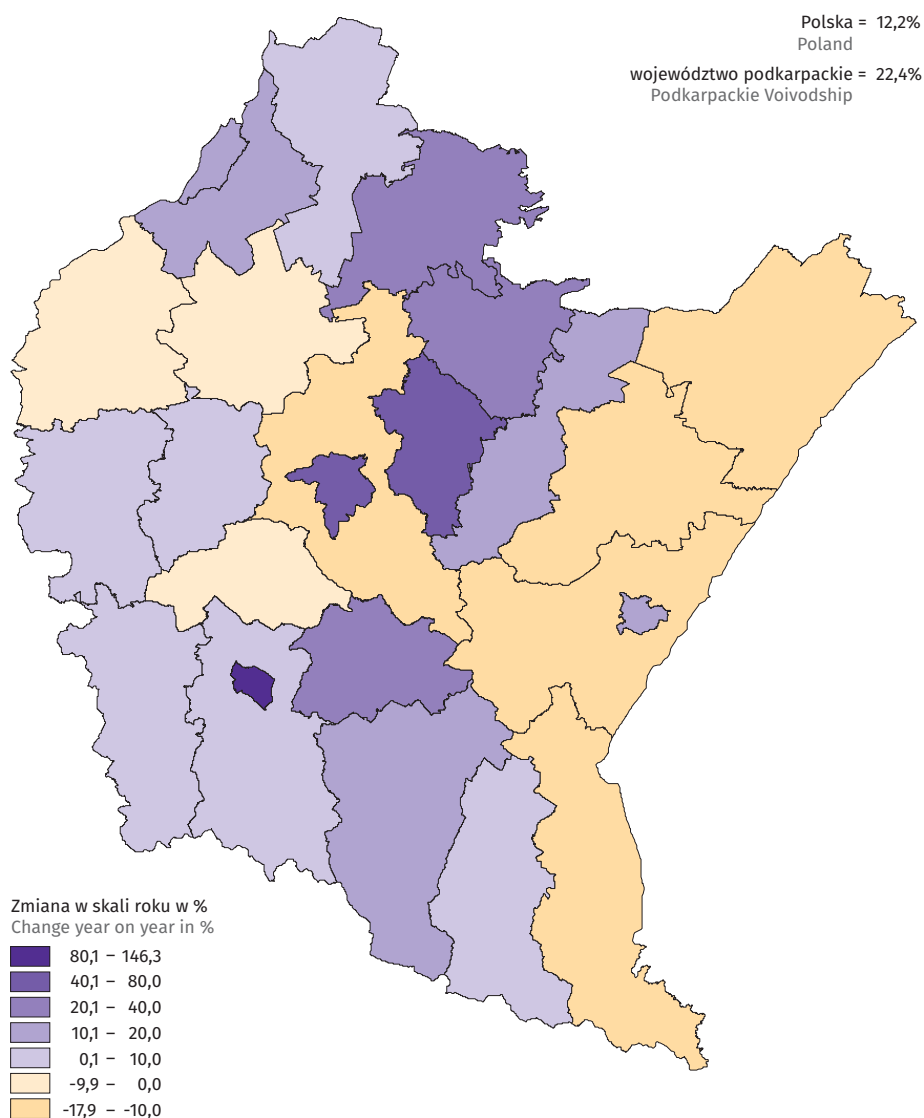 Polska = 12,2%
Poland
województwo podkarpackie = 22,4%
Podkarpackie Voivodship
Zmiana w skali roku w %
Change year on year in %
80,1 – 146,3
40,1 – 80,0
20,1 – 40,0
10,1 – 20,0
0,1 – 10,0
-9,9 – 0,0
-17,9 – -10,0